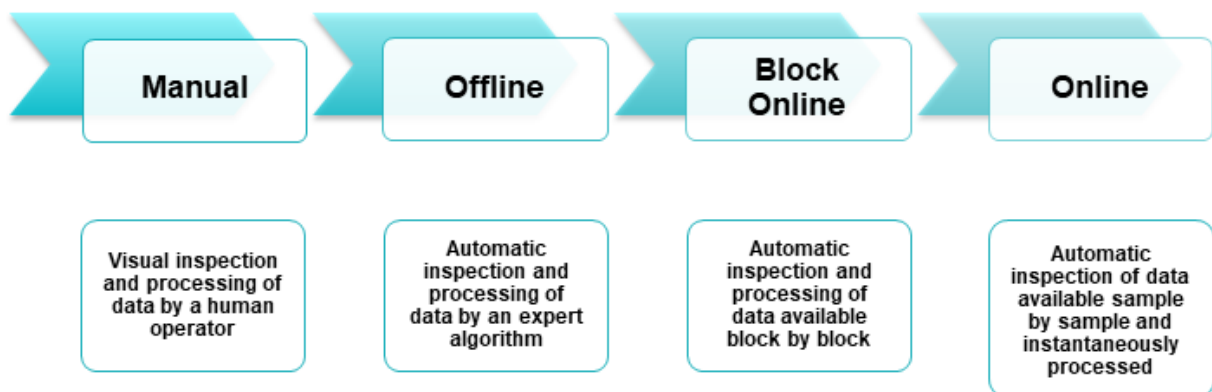 Manual
Offline
Block
Online
Online
Visual inspection
and processing of
data by a human
operator
Automatic
inspection and
processing of
data by an expert
algorithm
Automatic
inspection and
processing of
data available
block by block
Automatic
inspection of data
available sample
by sample and
instantaneously
processed